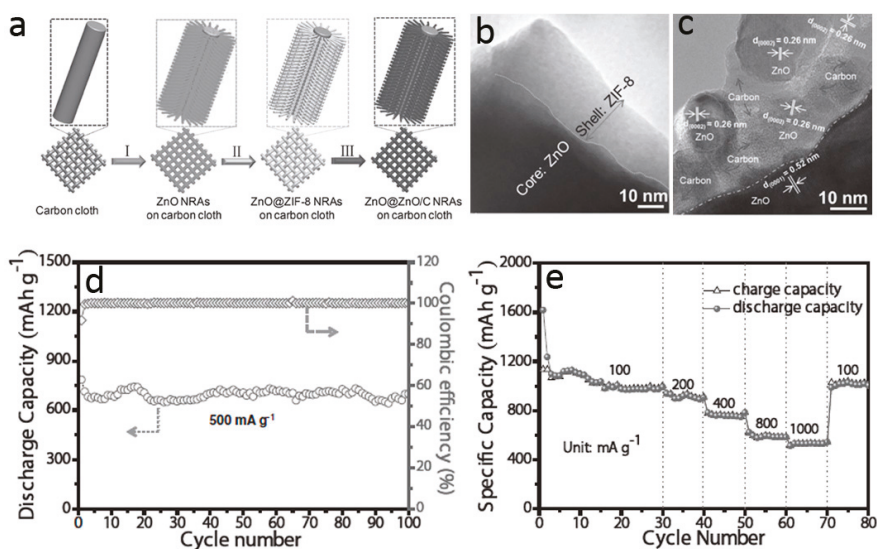 a
I
II
III
Carbon cloth
ZnO NRAs
on carbon cloth
ZnO@ZIF-8 NRAs
on carbon cloth
ZnO@ZnO/C NRAs
on carbon cloth
b
Core: ZnO
Shell: ZIF-8
10 nm
c
d(0002) = 0.26 nm
ZnO
d(0002) = 0.26 nm
Carbon
d(0002) = 0.26 nm
ZnO
Carbon
d(0002) = 0.26 nm
ZnO
Carbon
Carbon
d(0001) = 0.52 nm
ZnO
10 nm
d
Discharge Capacity (mAh g⁻¹)
1500
1200
900
600
300
0
500 mA g⁻¹
0 10 20 30 40 50 60 70 80 90 100
Cycle number
120
100
80
60
40
20
0
Coulombic efficiency (%)
e
Specific Capacity (mAh g⁻¹)
2000
1600
1200
800
400
0
charge capacity
discharge capacity
100
200
400
800
1000
100
Unit: mA g⁻¹
0 10 20 30 40 50 60 70 80
Cycle Number